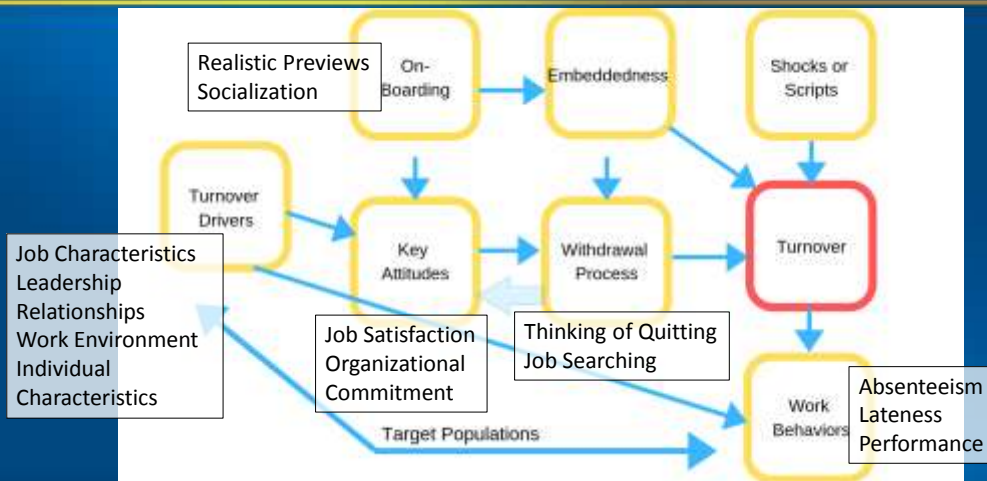 Realistic Previews
Socialization
On-
Boarding
Embeddedness
Shocks or
Scripts
Turnover
Drivers
Key
Attitudes
Withdrawal
Process
Turnover
Job Characteristics
Leadership
Relationships
Work Environment
Individual
Characteristics
Job Satisfaction
Organizational
Commitment
Thinking of Quitting
Job Searching
Work
Behaviors
Absenteeism
Lateness
Performance
Target Populations